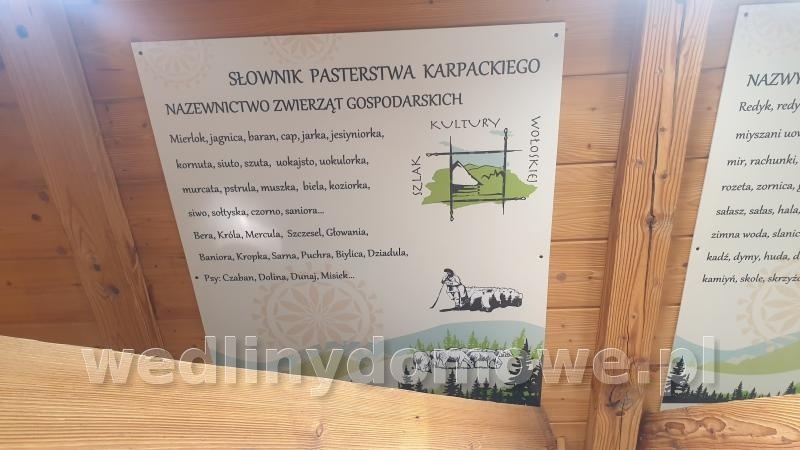 SŁOWNIK PASTERSTWA KARPACKIEGO
NAZEWNICTWO ZWIERZĄT GOSPODARSKICH
Mierlok, jagnica, baran, cap, jarka, jesiyniorka,
kornuta, siuto, szuta, uokajsto, uokulorka,
murcata, pstrula, muszka, biela, koziorka,
siwo, sołtyska, czorno, saniora...
Bera, Króla, Mercula, Szczesel, Głowania,
Baniora, Kropka, Sarna, Puchra, Biylica, Dziadula,
Psy: Czaban, Dolina, Dunaj, Misiek...
SZLAK
KULTURY
WOŁOSKIEJ
NAZWY
Redyk, redy
miyszani uow
mir, rachunki,
rozeta, zornica,
sałasz, sałas, hala,
zimna woda, slanic
kadź, dymy, huda, d
kamiyń, skole, skrzyż
wedlinydomowe.pl